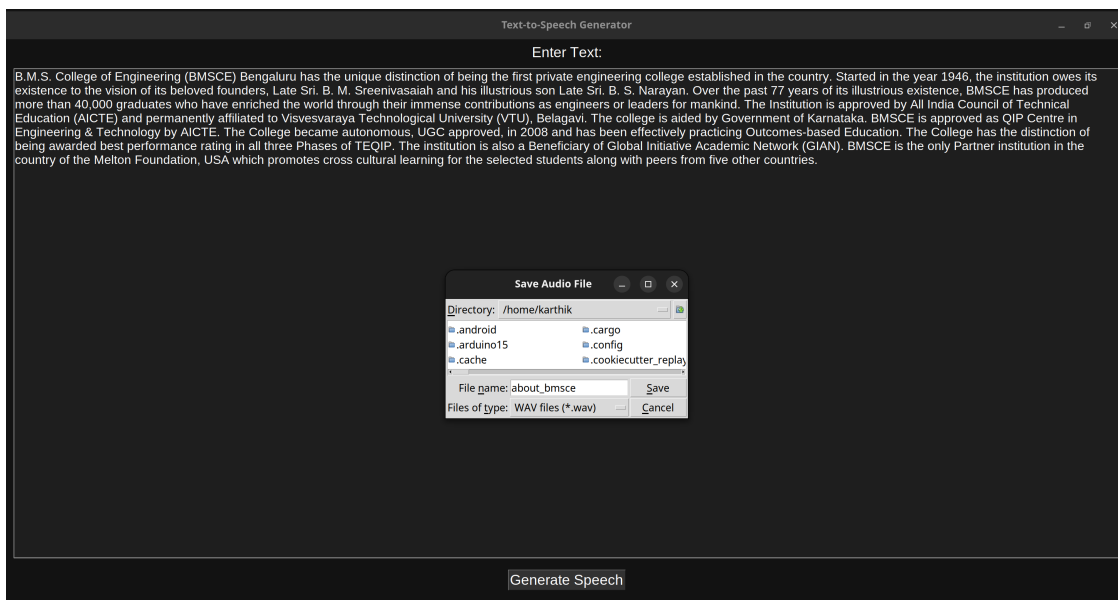 Text-to-Speech Generator
Enter Text:
B.M.S. College of Engineering (BMSCE) Bengaluru has the unique distinction of being the first private engineering college established in the country. Started in the year 1946, the institution owes its
existence to the vision of its beloved founders, Late Sri. B. M. Sreenivasaiah and his illustrious son Late Sri. B. S. Narayan. Over the past 77 years of its illustrious existence, BMSCE has produced
more than 40,000 graduates who have enriched the world through their immense contributions as engineers or leaders for mankind. The Institution is approved by All India Council of Technical
Education (AICTE) and permanently affiliated to Visvesvaraya Technological University (VTU), Belagavi. The college is aided by Government of Karnataka. BMSCE is approved as QIP Centre in
Engineering & Technology by AICTE. The College became autonomous, UGC approved, in 2008 and has been effectively practicing Outcomes-based Education. The College has the distinction of
being awarded best performance rating in all three Phases of TEQIP. The institution is also a Beneficiary of Global Initiative Academic Network (GIAN). BMSCE is the only Partner institution in the
country of the Melton Foundation, USA which promotes cross cultural learning for the selected students along with peers from five other countries.
Save Audio File
Directory: /home/karthik
.android .cargo
.arduino15 .config
.cache .cookiecutter_replay
File name: about_bmsce Save
Files of type: WAV files (*.wav) Cancel
Generate Speech